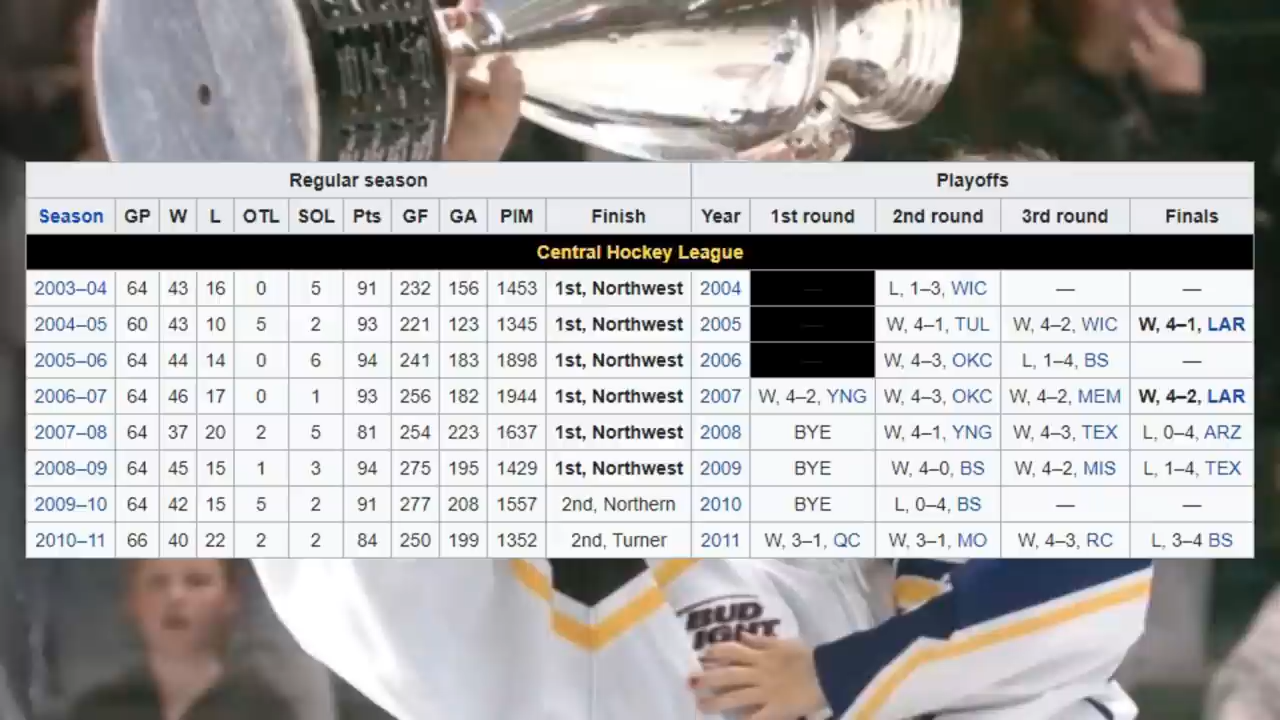 Regular season Playoffs
Season GP W L OTL SOL Pts GF GA PIM Finish Year 1st round 2nd round 3rd round Finals
Central Hockey League
2003–04 64 43 16 0 5 91 232 156 1453 1st, Northwest 2004 — L, 1–3, WIC — —
2004–05 60 43 10 5 2 93 221 123 1345 1st, Northwest 2005 — W, 4–1, TUL W, 4–2, WIC W, 4–1, LAR
2005–06 64 44 14 0 6 94 241 183 1898 1st, Northwest 2006 — W, 4–3, OKC L, 1–4, BS —
2006–07 64 46 17 0 1 93 256 182 1944 1st, Northwest 2007 W, 4–2, YNG W, 4–3, OKC W, 4–2, MEM W, 4–2, LAR
2007–08 64 37 20 2 5 81 254 223 1637 1st, Northwest 2008 BYE W, 4–1, YNG W, 4–3, TEX L, 0–4, ARZ
2008–09 64 45 15 1 3 94 275 195 1429 1st, Northwest 2009 BYE W, 4–0, BS W, 4–2, MIS L, 1–4, TEX
2009–10 64 42 15 5 2 91 277 208 1557 2nd, Northern 2010 BYE L, 0–4, BS — —
2010–11 66 40 22 2 2 84 250 199 1352 2nd, Turner 2011 W, 3–1, QC W, 3–1, MO W, 4–3, RC L, 3–4 BS
BUD
LIGHT